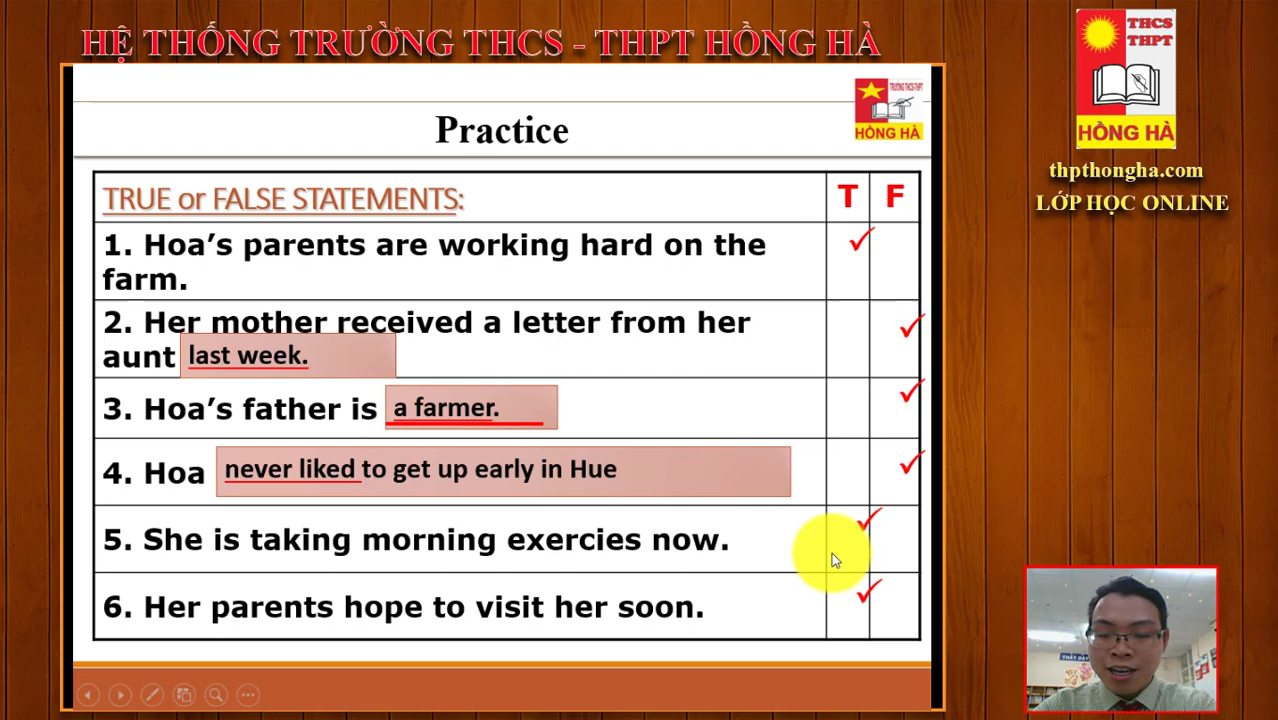 HỆ THỐNG TRƯỜNG THCS - THPT HỒNG HÀ
THCS
THPT
HỒNG HÀ
thpthongha.com
LỚP HỌC ONLINE
TRƯỜNG THCS-THPT
HỒNG HÀ
Practice
TRUE or FALSE STATEMENTS: T F
1. Hoa’s parents are working hard on the
farm.
2. Her mother received a letter from her
aunt last week.
3. Hoa’s father is a farmer.
4. Hoa never liked to get up early in Hue
5. She is taking morning exercies now.
6. Her parents hope to visit her soon.